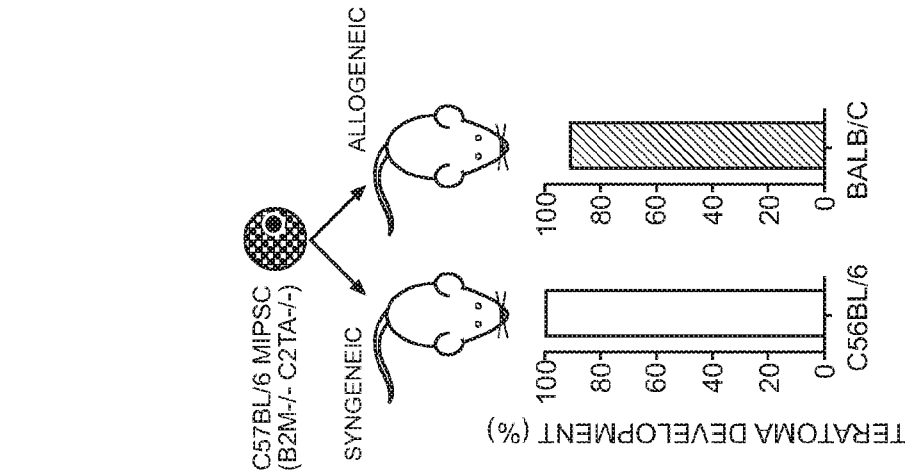 C57BL/6 MIPSC
(B2M-/- C2TA-/-)
SYNGENEIC
ALLOGENEIC
TERATOMA DEVELOPMENT (%)
100
80
60
40
20
0
C56BL/6
100
80
60
40
20
0
BALB/C